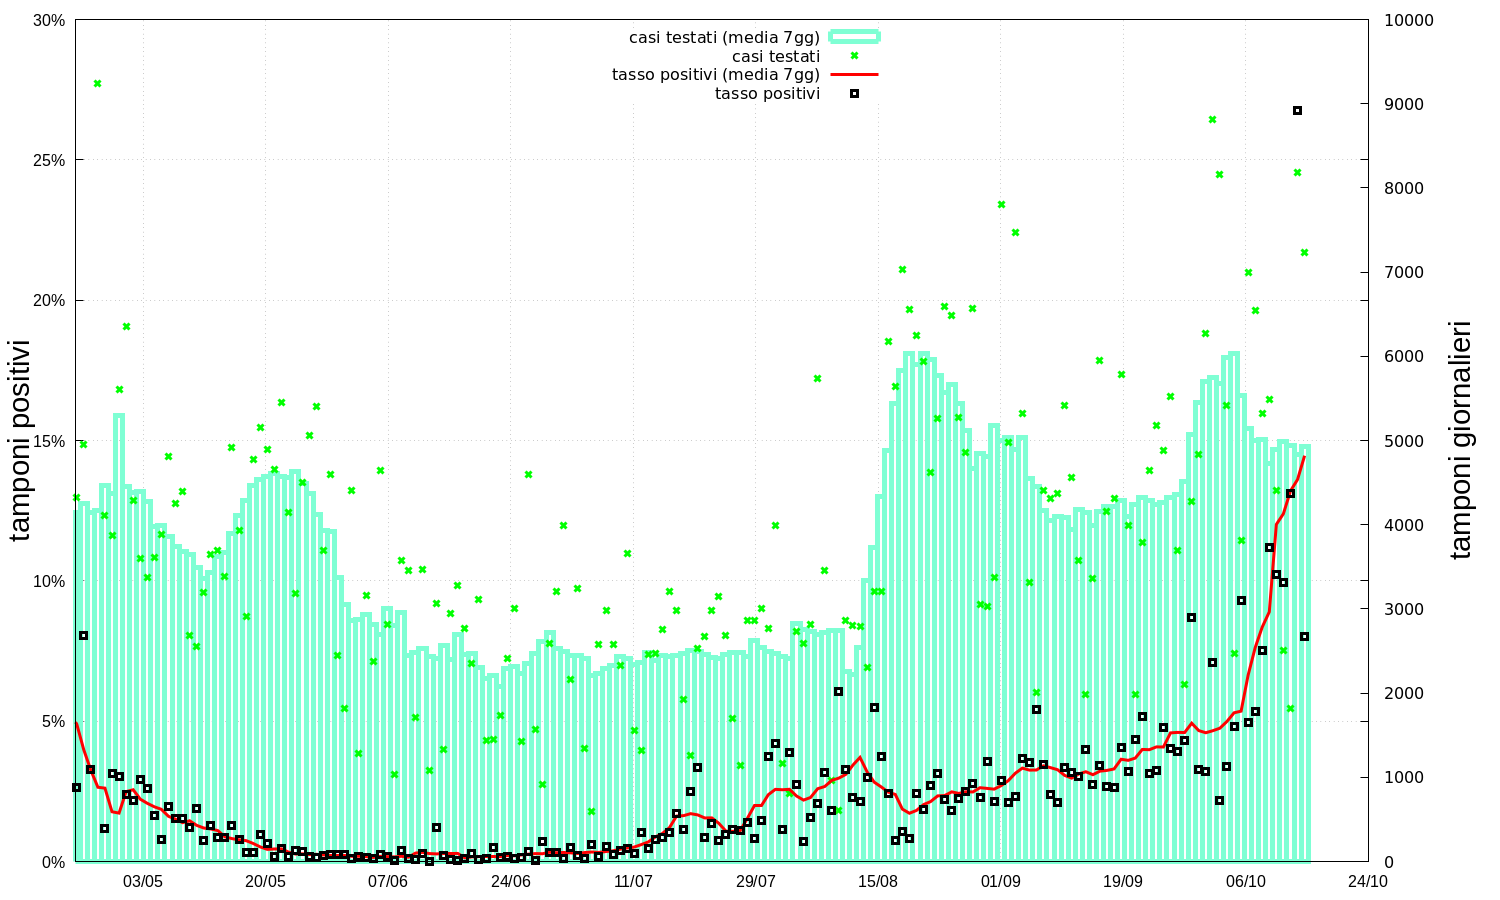 casi testati (media 7gg)
casi testati
tasso positivi (media 7gg)
tasso positivi
tamponi positivi
30%
25%
20%
15%
10%
5%
0%
tamponi giornalieri
10000
9000
8000
7000
6000
5000
4000
3000
2000
1000
0
03/05 20/05 07/06 24/06 11/07 29/07 15/08 01/09 19/09 06/10 24/10